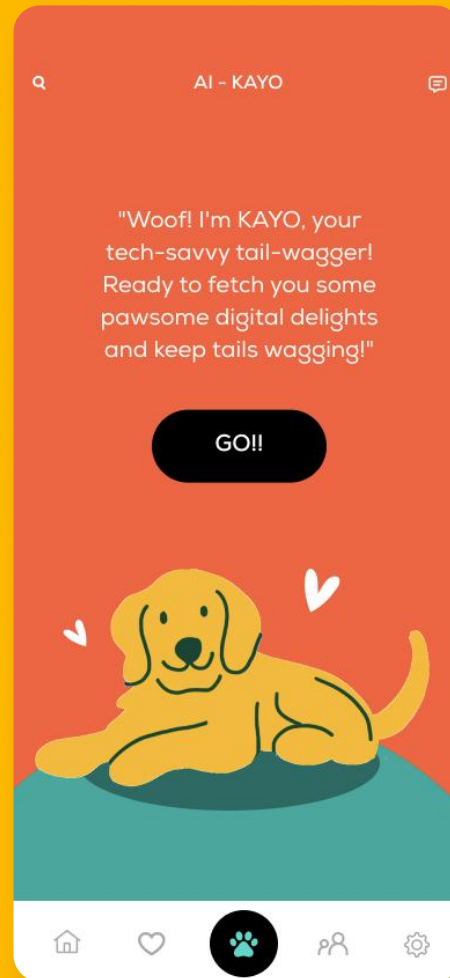 AI - KAYO
"Woof! I'm KAYO, your
tech-savvy tail-wagger!
Ready to fetch you some
pawsome digital delights
and keep tails wagging!"
GO!!